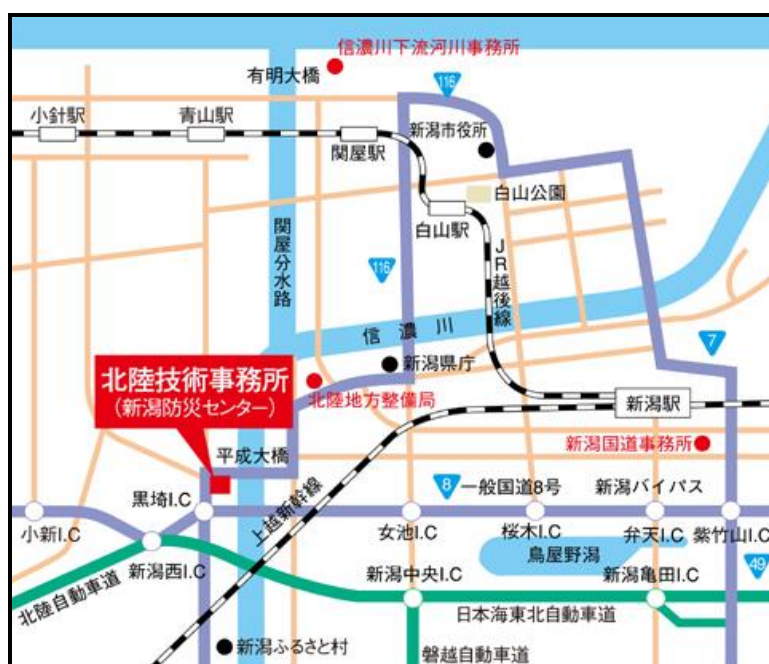 信濃川下流河川事務所
有明大橋
116
小針駅
青山駅
関屋駅
新潟市役所
白山公園
白山駅
関屋分水路
116
JR越後線
信濃川
7
新潟県庁
北陸技術事務所
(新潟防災センター)
北陸地方整備局
新潟駅
平成大橋
新潟国道事務所
黒埼I.C
上越新幹線
8
一般国道8号
新潟バイパス
小新I.C
女池I.C
桜木I.C
弁天I.C
紫竹山I.C
鳥屋野潟
新潟西I.C
新潟中央I.C
新潟亀田I.C
49
北陸自動車道
日本海東北自動車道
新潟ふるさと村
磐越自動車道